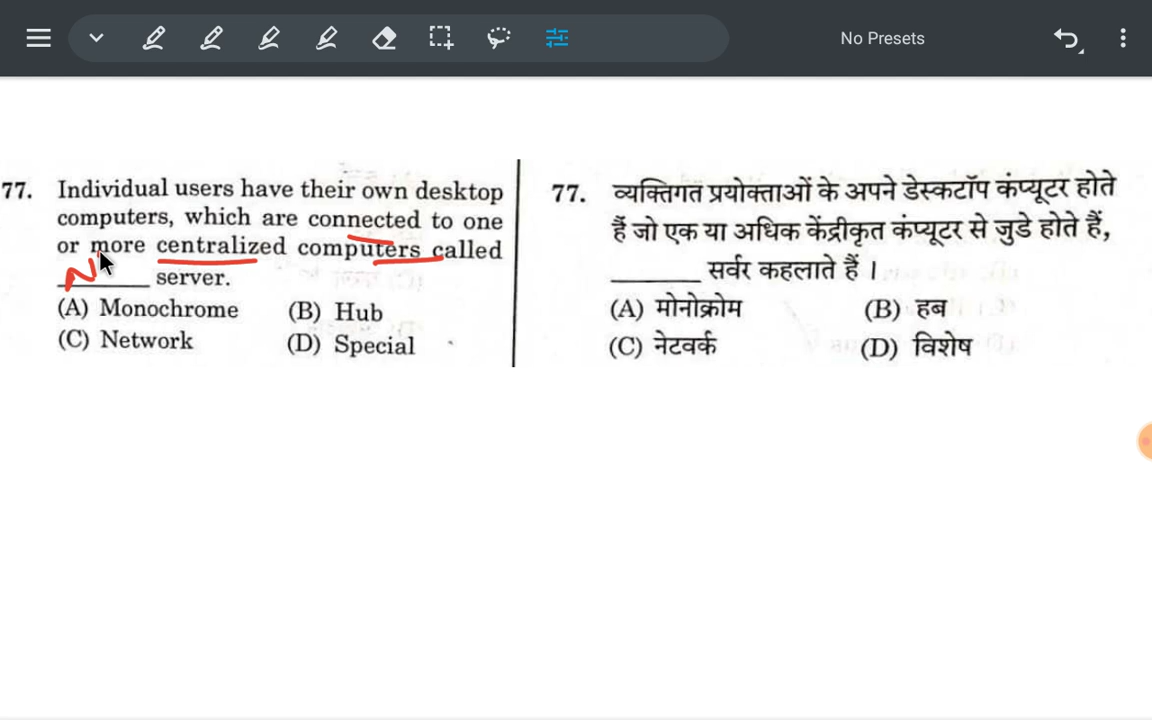 No Presets
77. Individual users have their own desktop
computers, which are connected to one
or more centralized computers called
N
______ server.
(A) Monochrome (B) Hub
(C) Network (D) Special
77. व्यक्तिगत प्रयोक्ताओं के अपने डेस्कटॉप कंप्यूटर होते
हैं जो एक या अधिक केंद्रीकृत कंप्यूटर से जुडे होते हैं,
______ सर्वर कहलाते हैं ।
(A) मोनोक्रोम (B) हब
(C) नेटवर्क (D) विशेष